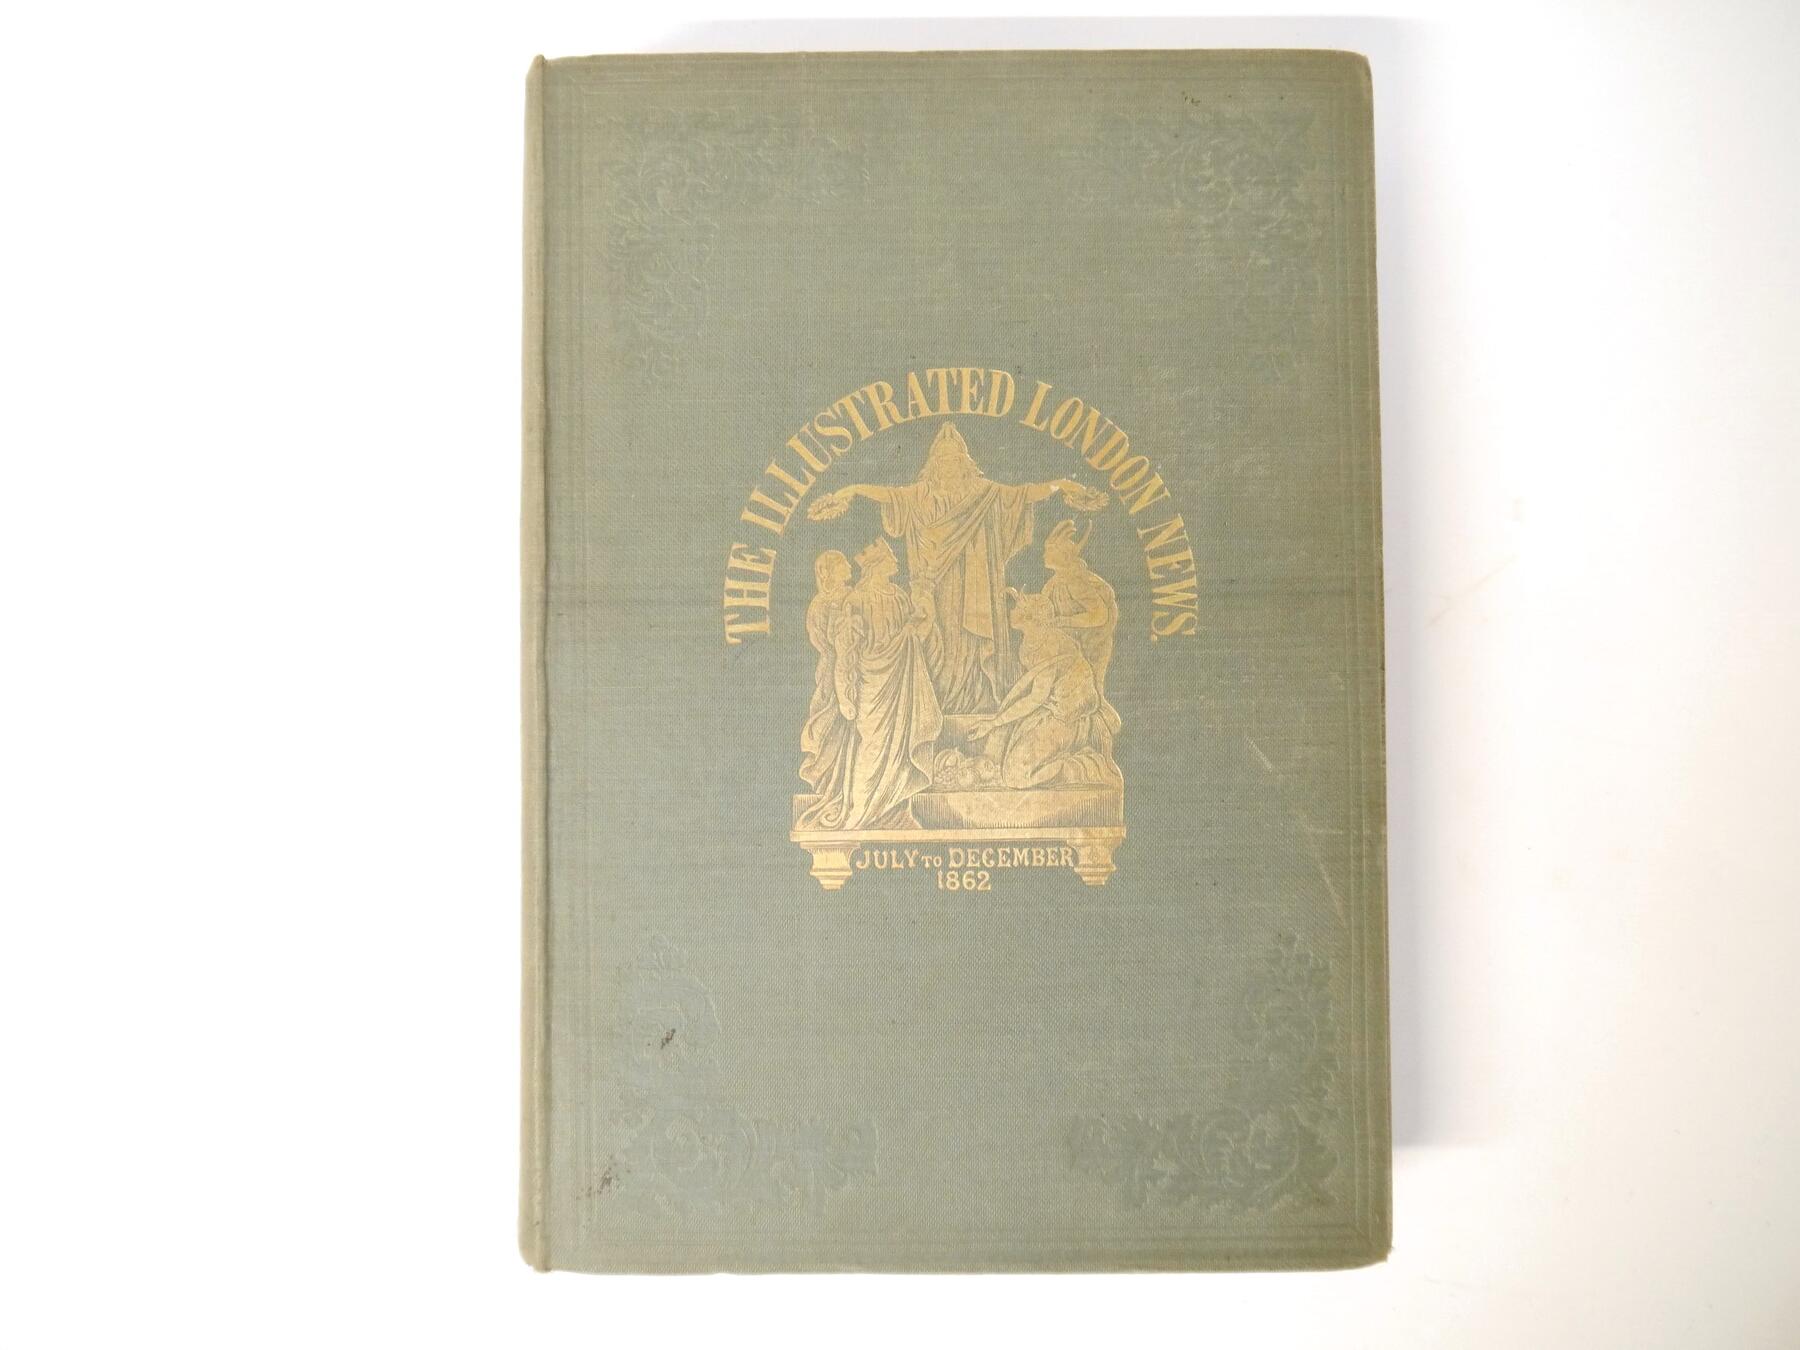 THE ILLUSTRATED LONDON NEWS.
JULY TO DECEMBER
1862